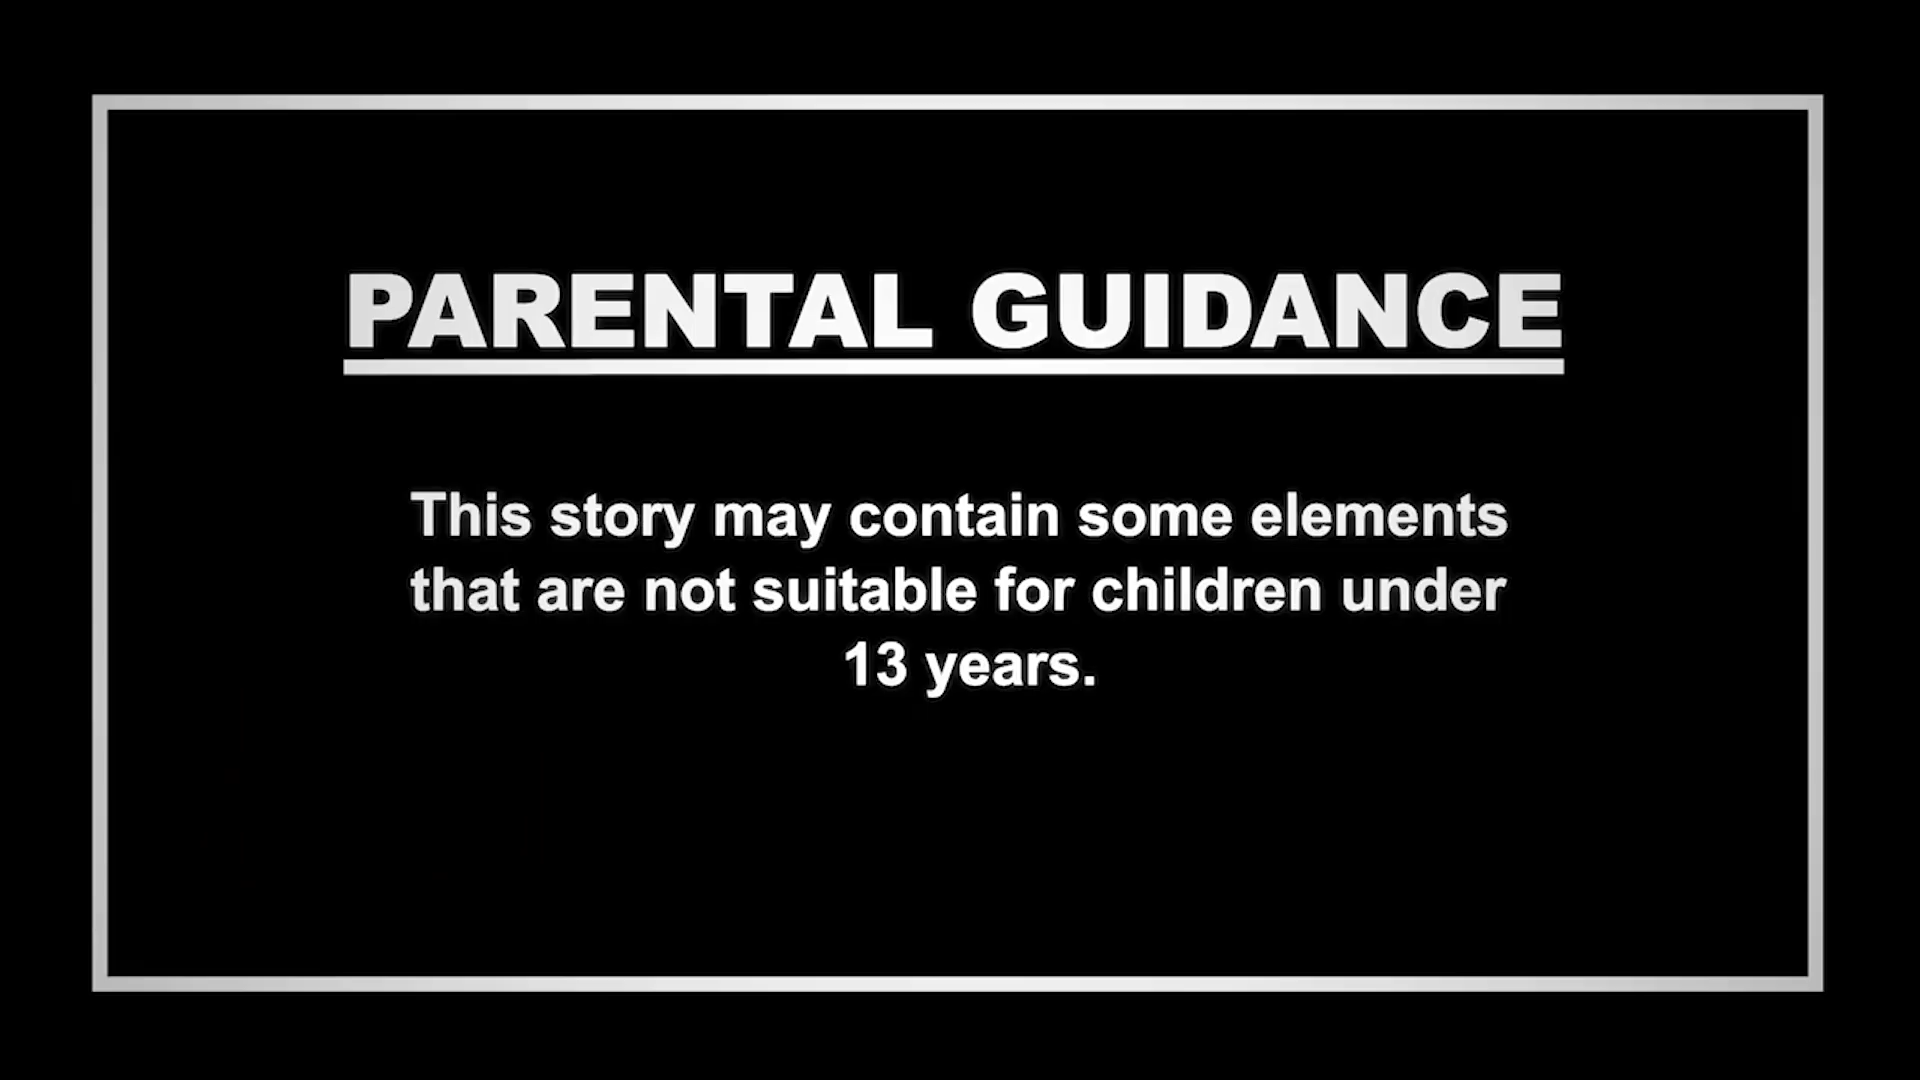 PARENTAL GUIDANCE
This story may contain some elements
that are not suitable for children under
13 years.